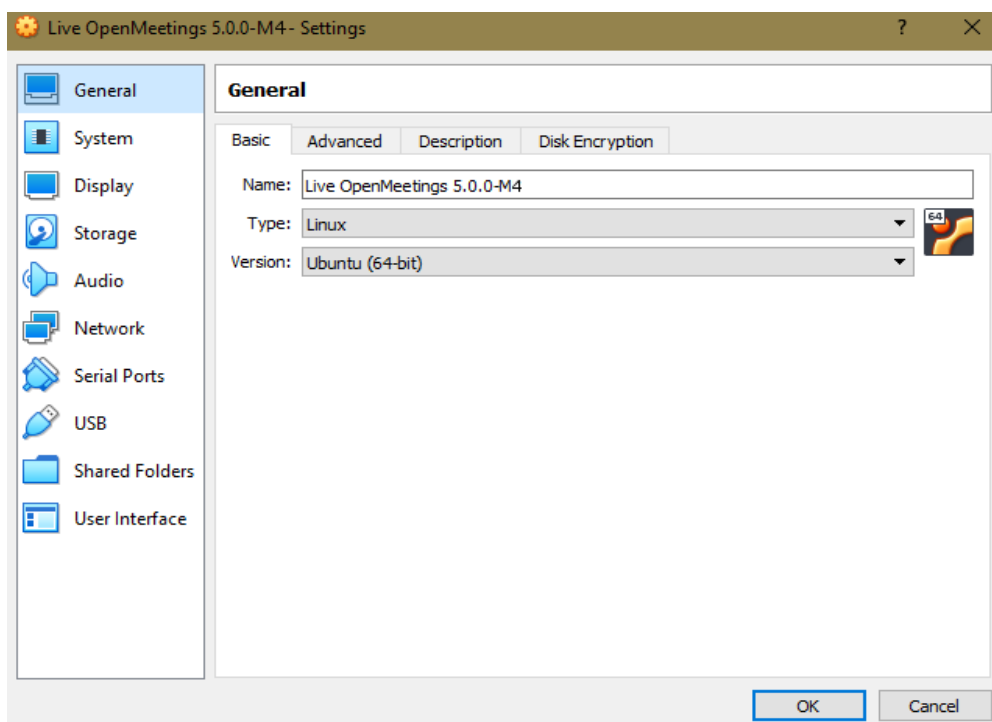 Live OpenMeetings 5.0.0-M4- Settings
?
General
System
Display
Storage
Audio
Network
Serial Ports
USB
Shared Folders
User Interface
General
Basic
Advanced
Description
Disk Encryption
Name: Live OpenMeetings 5.0.0-M4
Type: Linux
64
Version: Ubuntu (64-bit)
OK
Cancel